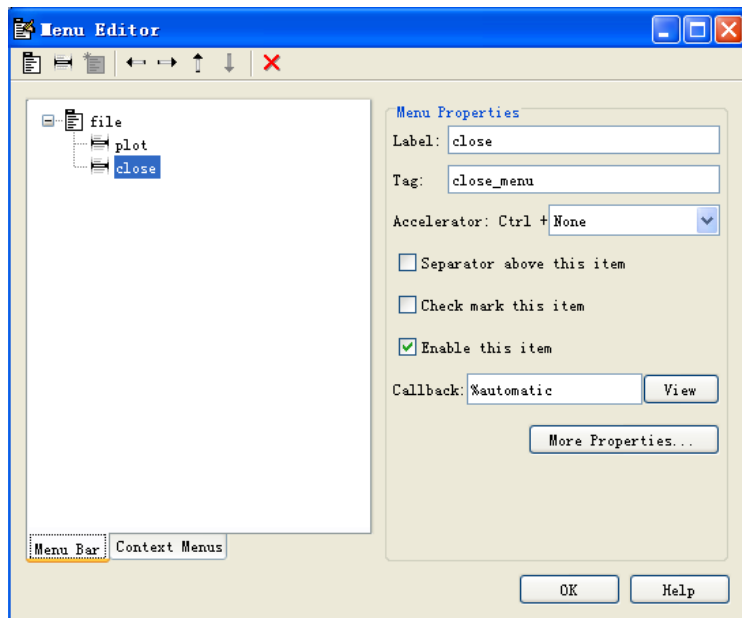 Menu Editor
file
plot
close
Menu Properties
Label: close
Tag: close_menu
Accelerator: Ctrl + None
Separator above this item
Check mark this item
Enable this item
Callback: %automatic View
More Properties...
Menu Bar Context Menus
OK Help